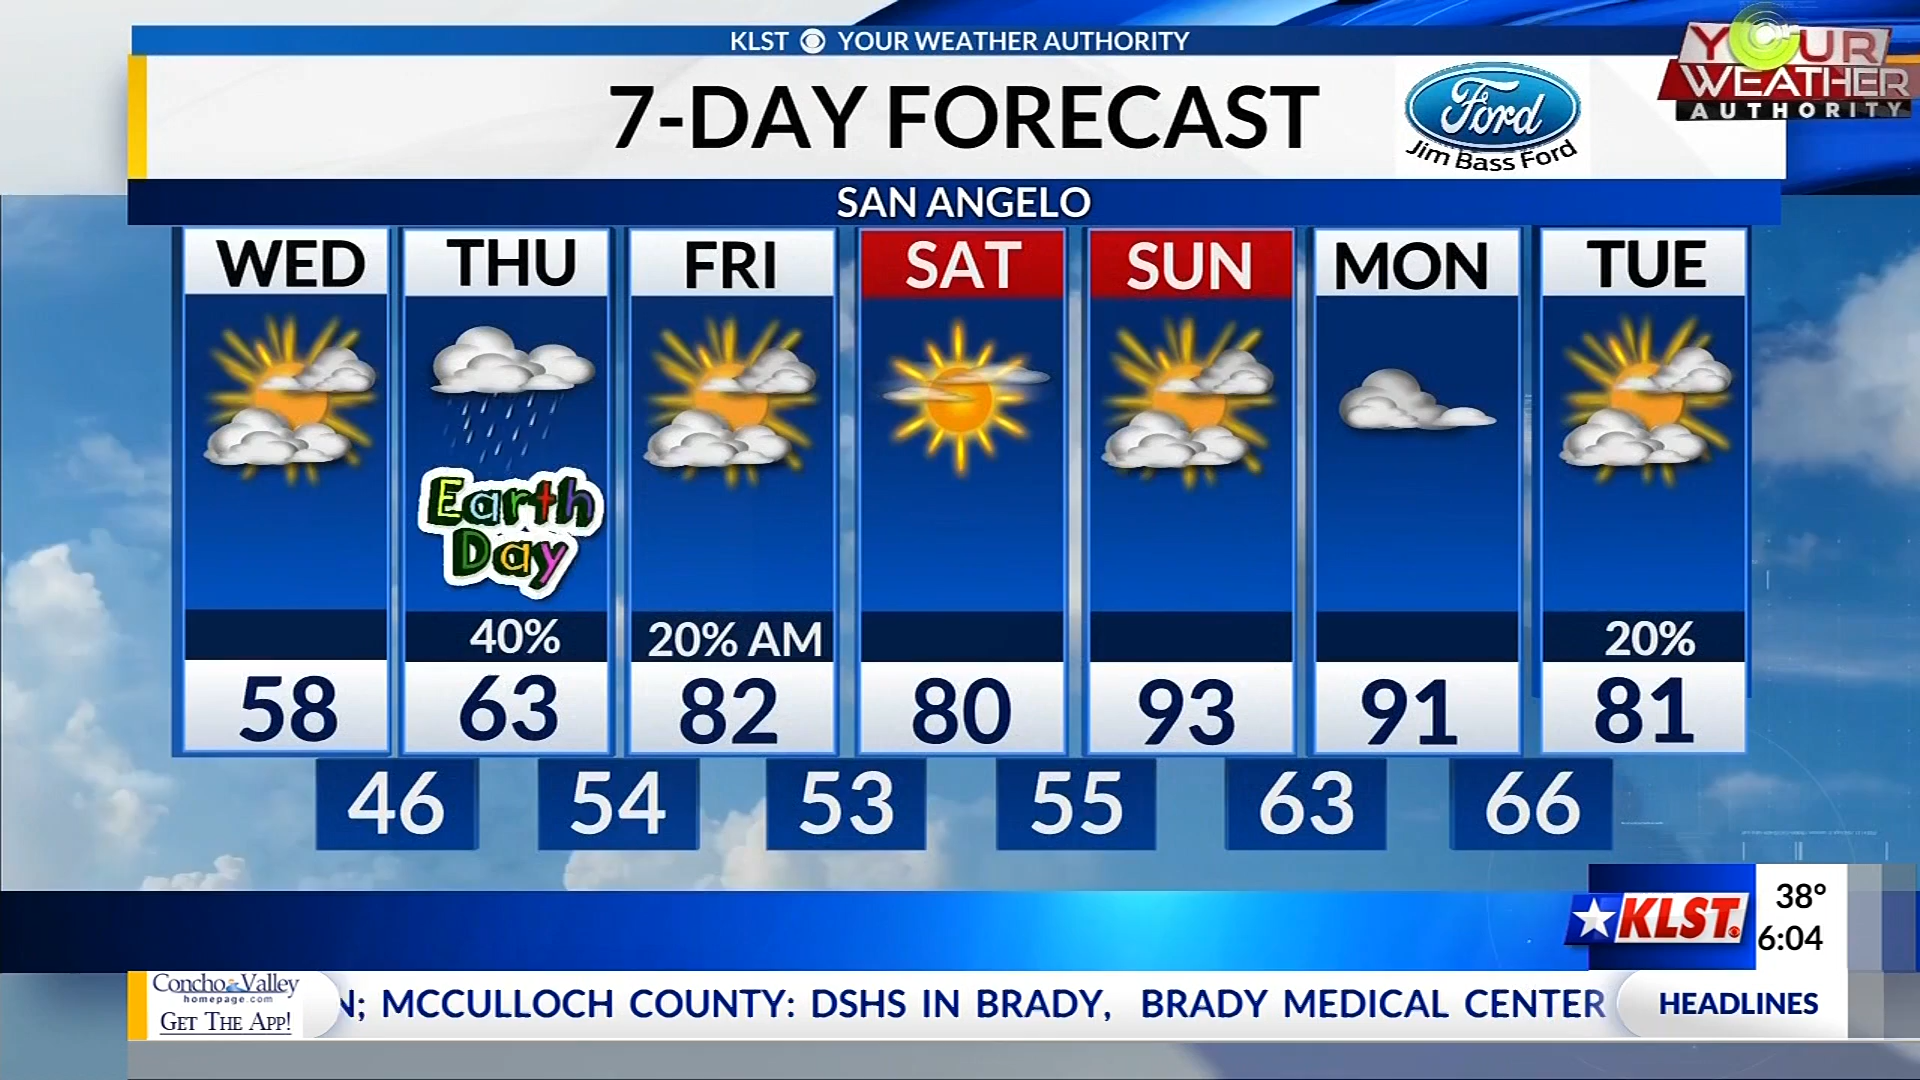 KLST YOUR WEATHER AUTHORITY
YOUR
WEATHER
AUTHORITY
7-DAY FORECAST
Ford
Jim Bass Ford
SAN ANGELO
WED THU FRI SAT SUN MON TUE
Earth
Day
40% 20% AM 20%
58 63 82 80 93 91 81
46 54 53 55 63 66
KLST
38°
6:04
Concho Valley
homepage.com
GET THE APP!
N; MCCULLOCH COUNTY: DSHS IN BRADY, BRADY MEDICAL CENTER
HEADLINES